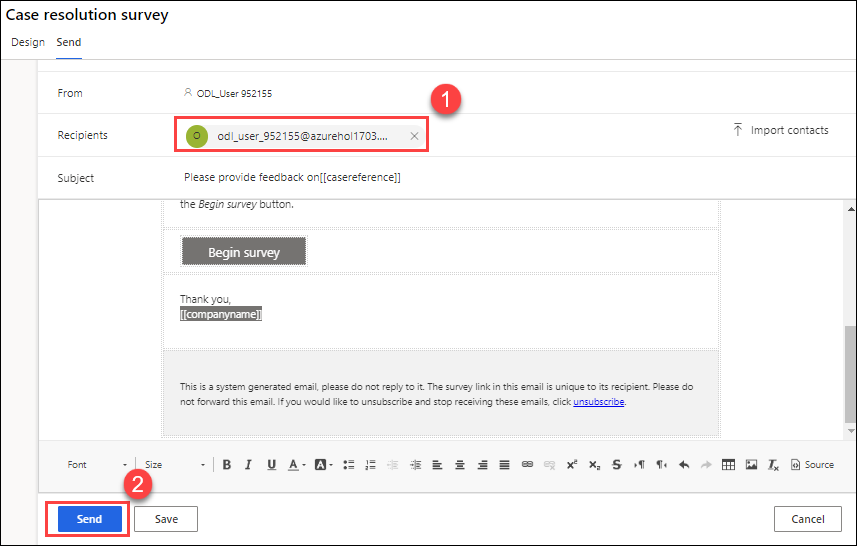 Case resolution survey
Design Send
1
From ODL_User 952155
Recipients O odl_user_952155@azurehol1703.... Import contacts
Subject Please provide feedback on[[casereference]]
the Begin survey button.
Begin survey
Thank you,
[[companyname]]
This is a system generated email, please do not reply to it. The survey link in this email is unique to its recipient. Please do
not forward this email. If you would like to unsubscribe and stop receiving these emails, click unsubscribe.
Font Size B I U A A x² x₂ S ¶ ¶ Ix Source
2
Send Save Cancel